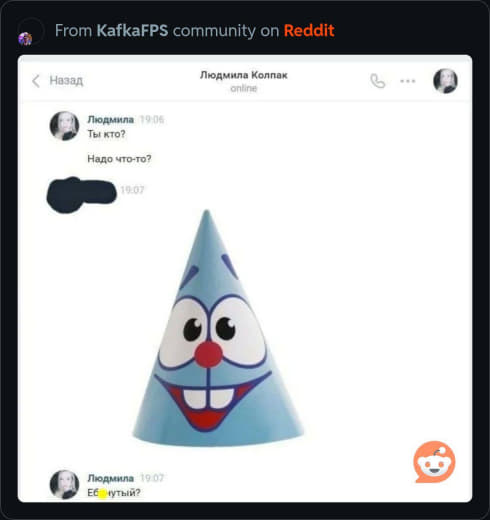 From KafkaFPS community on Reddit
Назад
Людмила Колпак
online
Людмила 19:06
Ты кто?
Надо что-то?
19:07
Людмила 19:07
Еб нутый?